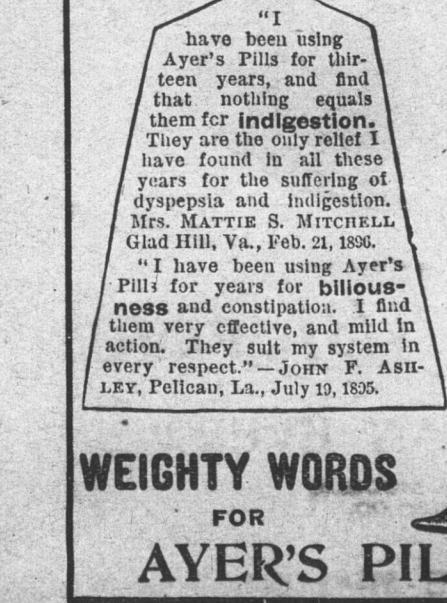 “I
have been using
Ayer's Pills for thir-
teen years, and find
that nothing equals
them for indigestion.
They are the only relief I
have found in all these
years for the suffering of
dyspepsia and indigestion.
Mrs. MATTIE S. MITCHELL
Glad Hill, Va., Feb. 21, 1896.
“I have been using Ayer's
Pills for years for bilious-
ness and constipation. I find
them very effective, and mild in
action. They suit my system in
every respect.”—JOHN F. ASH-
LEY, Pelican, La., July 19, 1895.
WEIGHTY WORDS
FOR
AYER'S PIL